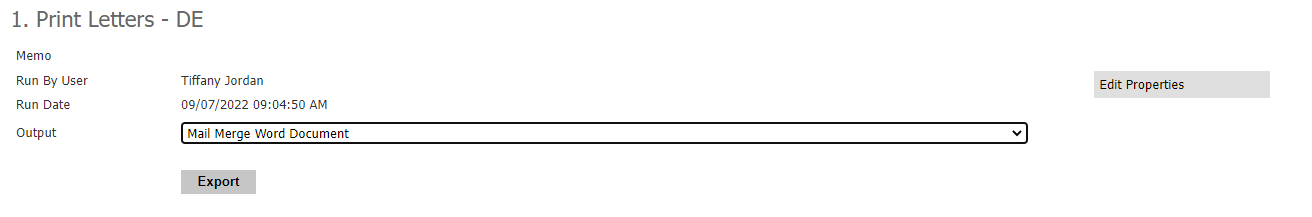 1. Print Letters - DE
Memo
Run By User Tiffany Jordan
Edit Properties
Run Date 09/07/2022 09:04:50 AM
Output Mail Merge Word Document
Export